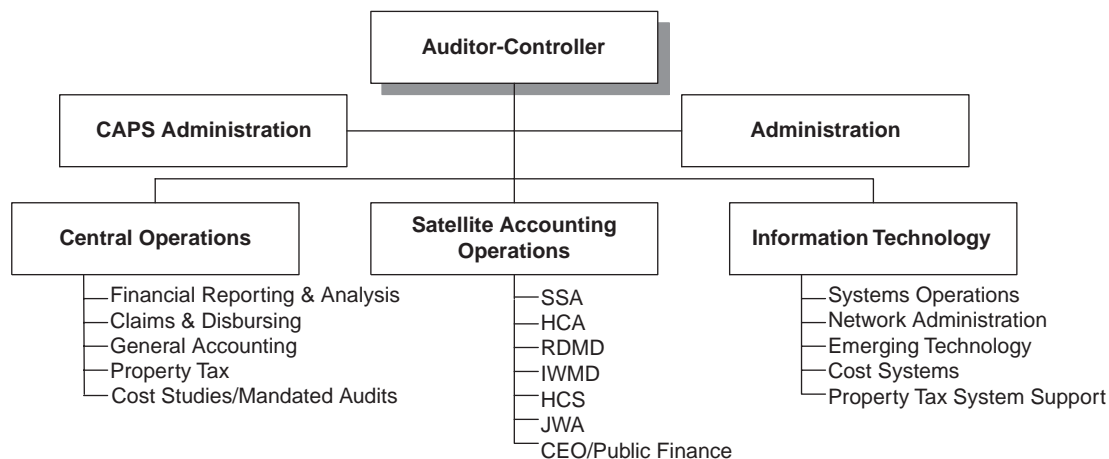 Auditor-Controller
CAPS Administration
Administration
Central Operations
Satellite Accounting
Operations
Information Technology
Financial Reporting & Analysis
Claims & Disbursing
General Accounting
Property Tax
Cost Studies/Mandated Audits
SSA
HCA
RDMD
IWMD
HCS
JWA
CEO/Public Finance
Systems Operations
Network Administration
Emerging Technology
Cost Systems
Property Tax System Support